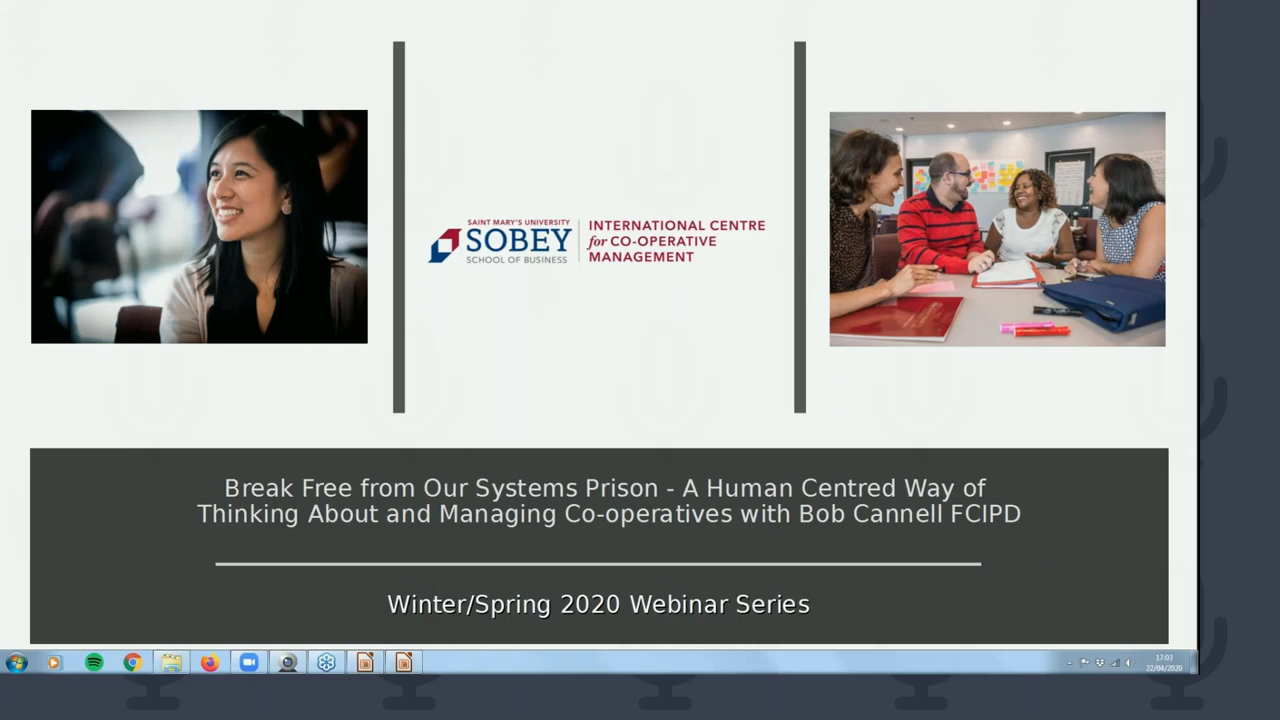 SAINT MARY'S UNIVERSITY
SOBEY
SCHOOL OF BUSINESS
INTERNATIONAL CENTRE
for CO-OPERATIVE
MANAGEMENT
Break Free from Our Systems Prison - A Human Centred Way of
Thinking About and Managing Co-operatives with Bob Cannell FCIPD
Winter/Spring 2020 Webinar Series
17:03
22/04/2020